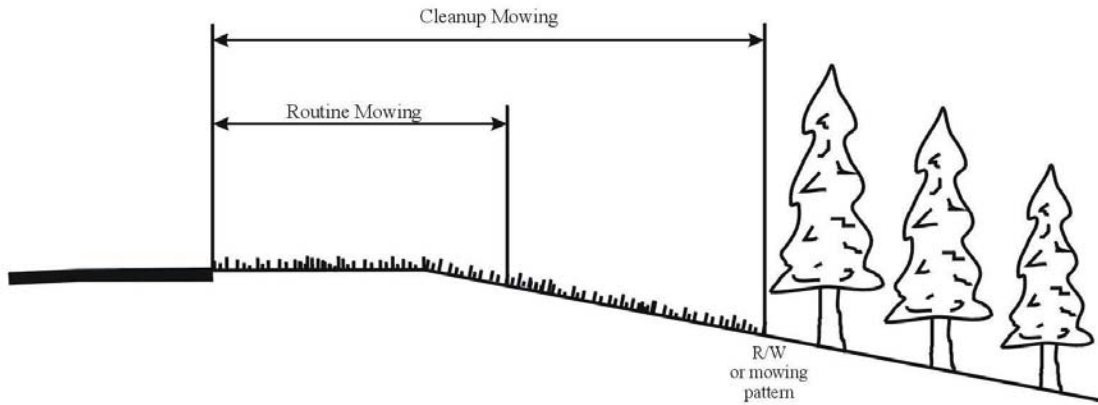 Cleanup Mowing
Routine Mowing
R/W
or mowing
pattern